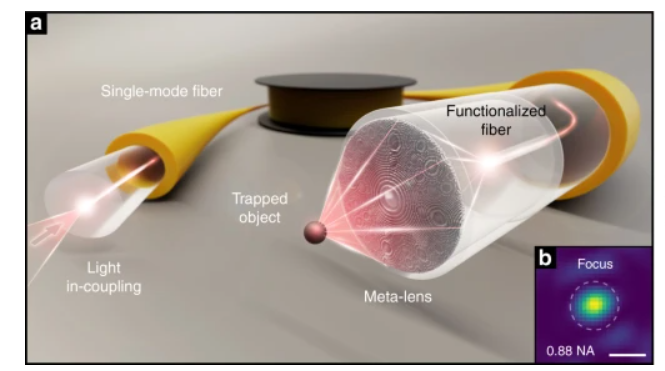 a
Single-mode fiber
Functionalized
fiber
Trapped
object
Light
in-coupling
Meta-lens
b
Focus
0.88 NA